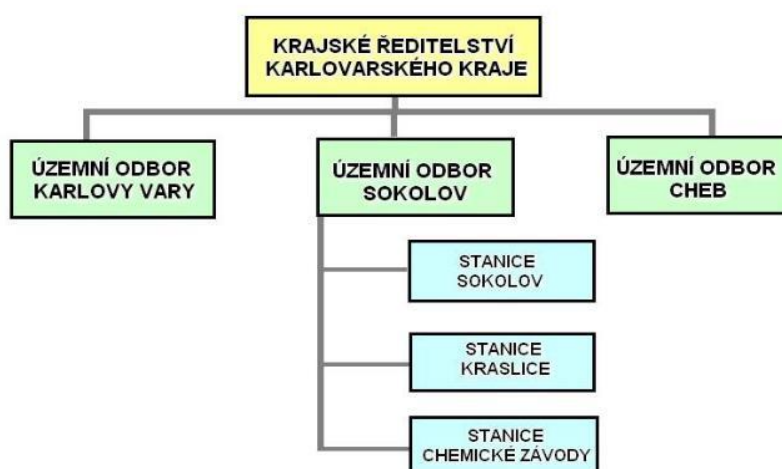 KRAJSKÉ ŘEDITELSTVÍ
KARLOVARSKÉHO KRAJE
ÚZEMNÍ ODBOR
KARLOVY VARY
ÚZEMNÍ ODBOR
SOKOLOV
ÚZEMNÍ ODBOR
CHEB
STANICE
SOKOLOV
STANICE
KRASLICE
STANICE
CHEMICKÉ ZÁVODY